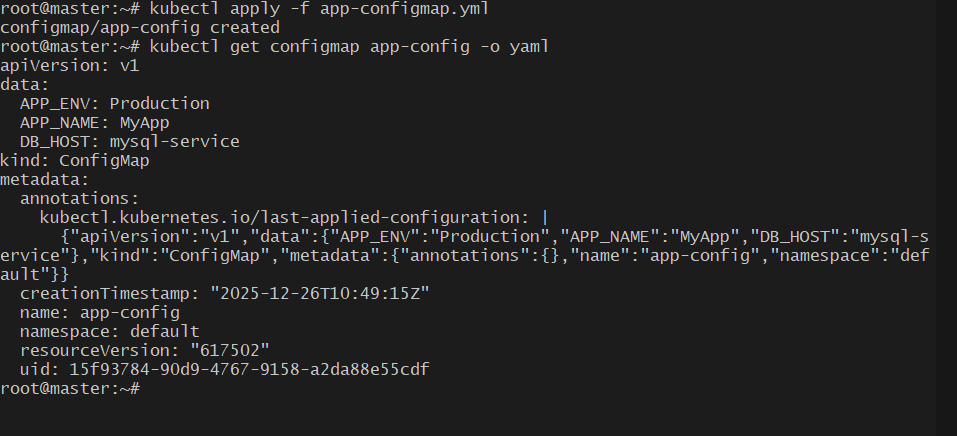 root@master:~# kubectl apply -f app-configmap.yml
configmap/app-config created
root@master:~# kubectl get configmap app-config -o yaml
apiVersion: v1
data:
  APP_ENV: Production
  APP_NAME: MyApp
  DB_HOST: mysql-service
kind: ConfigMap
metadata:
  annotations:
    kubectl.kubernetes.io/last-applied-configuration: |
      {"apiVersion":"v1","data":{"APP_ENV":"Production","APP_NAME":"MyApp","DB_HOST":"mysql-s
ervice"},"kind":"ConfigMap","metadata":{"annotations":{},"name":"app-config","namespace":"def
ault"}}
  creationTimestamp: "2025-12-26T10:49:15Z"
  name: app-config
  namespace: default
  resourceVersion: "617502"
  uid: 15f93784-90d9-4767-9158-a2da88e55cdf
root@master:~#